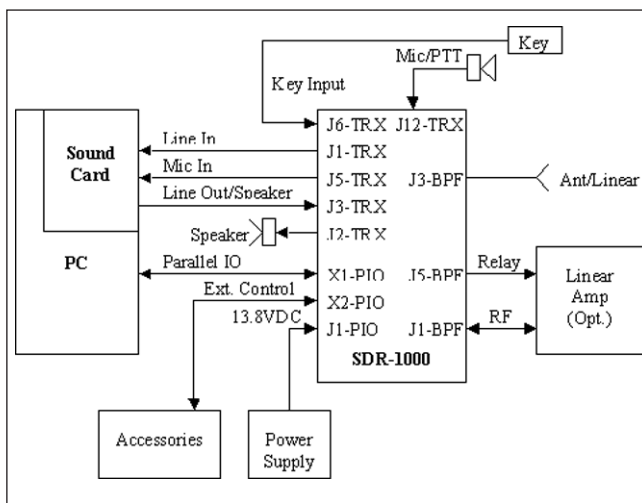 Key
Mic/PTT
Key Input
J6-TRX J12-TRX
Line In
J1-TRX
Sound
Card
Mic In
J5-TRX J3-BPF
Ant/Linear
Line Out/Speaker
J3-TRX
Speaker
J2-TRX
PC
Parallel IO
X1-PIO J5-BPF
Relay
Linear
Amp
(Opt.)
Ext. Control
X2-PIO
13.8VDC
J1-PIO J1-BPF
RF
SDR-1000
Accessories
Power
Supply